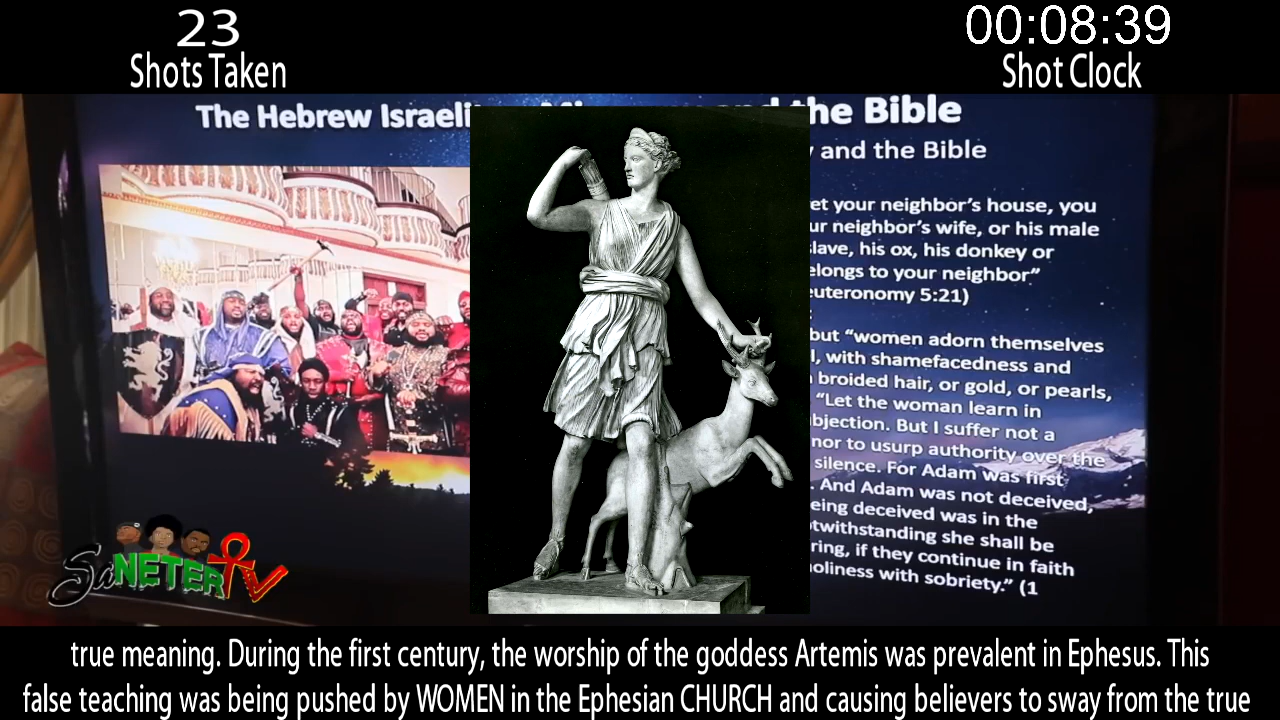 23
Shots Taken
00:08:39
Shot Clock
The Hebrew Israeli
and the Bible
and the Bible
et your neighbor's house, you
ur neighbor's wife, or his male
slave, his ox, his donkey or
elongs to your neighbor"
euteronomy 5:21)
but "women adorn themselves
l, with shamefacedness and
broided hair, or gold, or pearls,
"Let the woman learn in
bjection. But I suffer not a
nor to usurp authority over the
silence. For Adam was first
. And Adam was not deceived,
eing deceived was in the
twithstanding she shall be
ring, if they continue in faith
holiness with sobriety." (1
SaNETERTV
true meaning. During the first century, the worship of the goddess Artemis was prevalent in Ephesus. This
false teaching was being pushed by WOMEN in the Ephesian CHURCH and causing believers to sway from the true